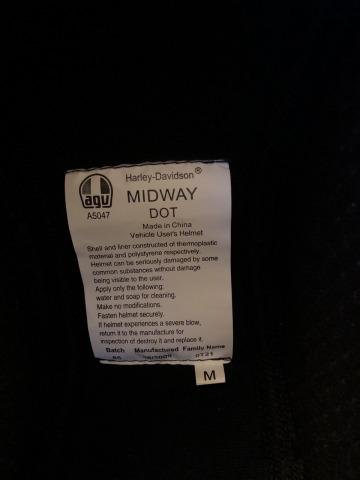 Harley-Davidson®
agv
MIDWAY
A5047
DOT
Made in China
Vehicle User's Helmet
Shell and liner constructed of thermoplastic
material and polystyrene respectively.
Helmet can be seriously damaged by some
common substances without damage
being visible to the user.
Apply only the following:
water and soap for cleaning.
Make no modifications.
Fasten helmet securely.
If helmet experiences a severe blow,
return it to the manufacture for
inspection of destroy it and replace it.
Batch Manufactured Family Name
0721
M